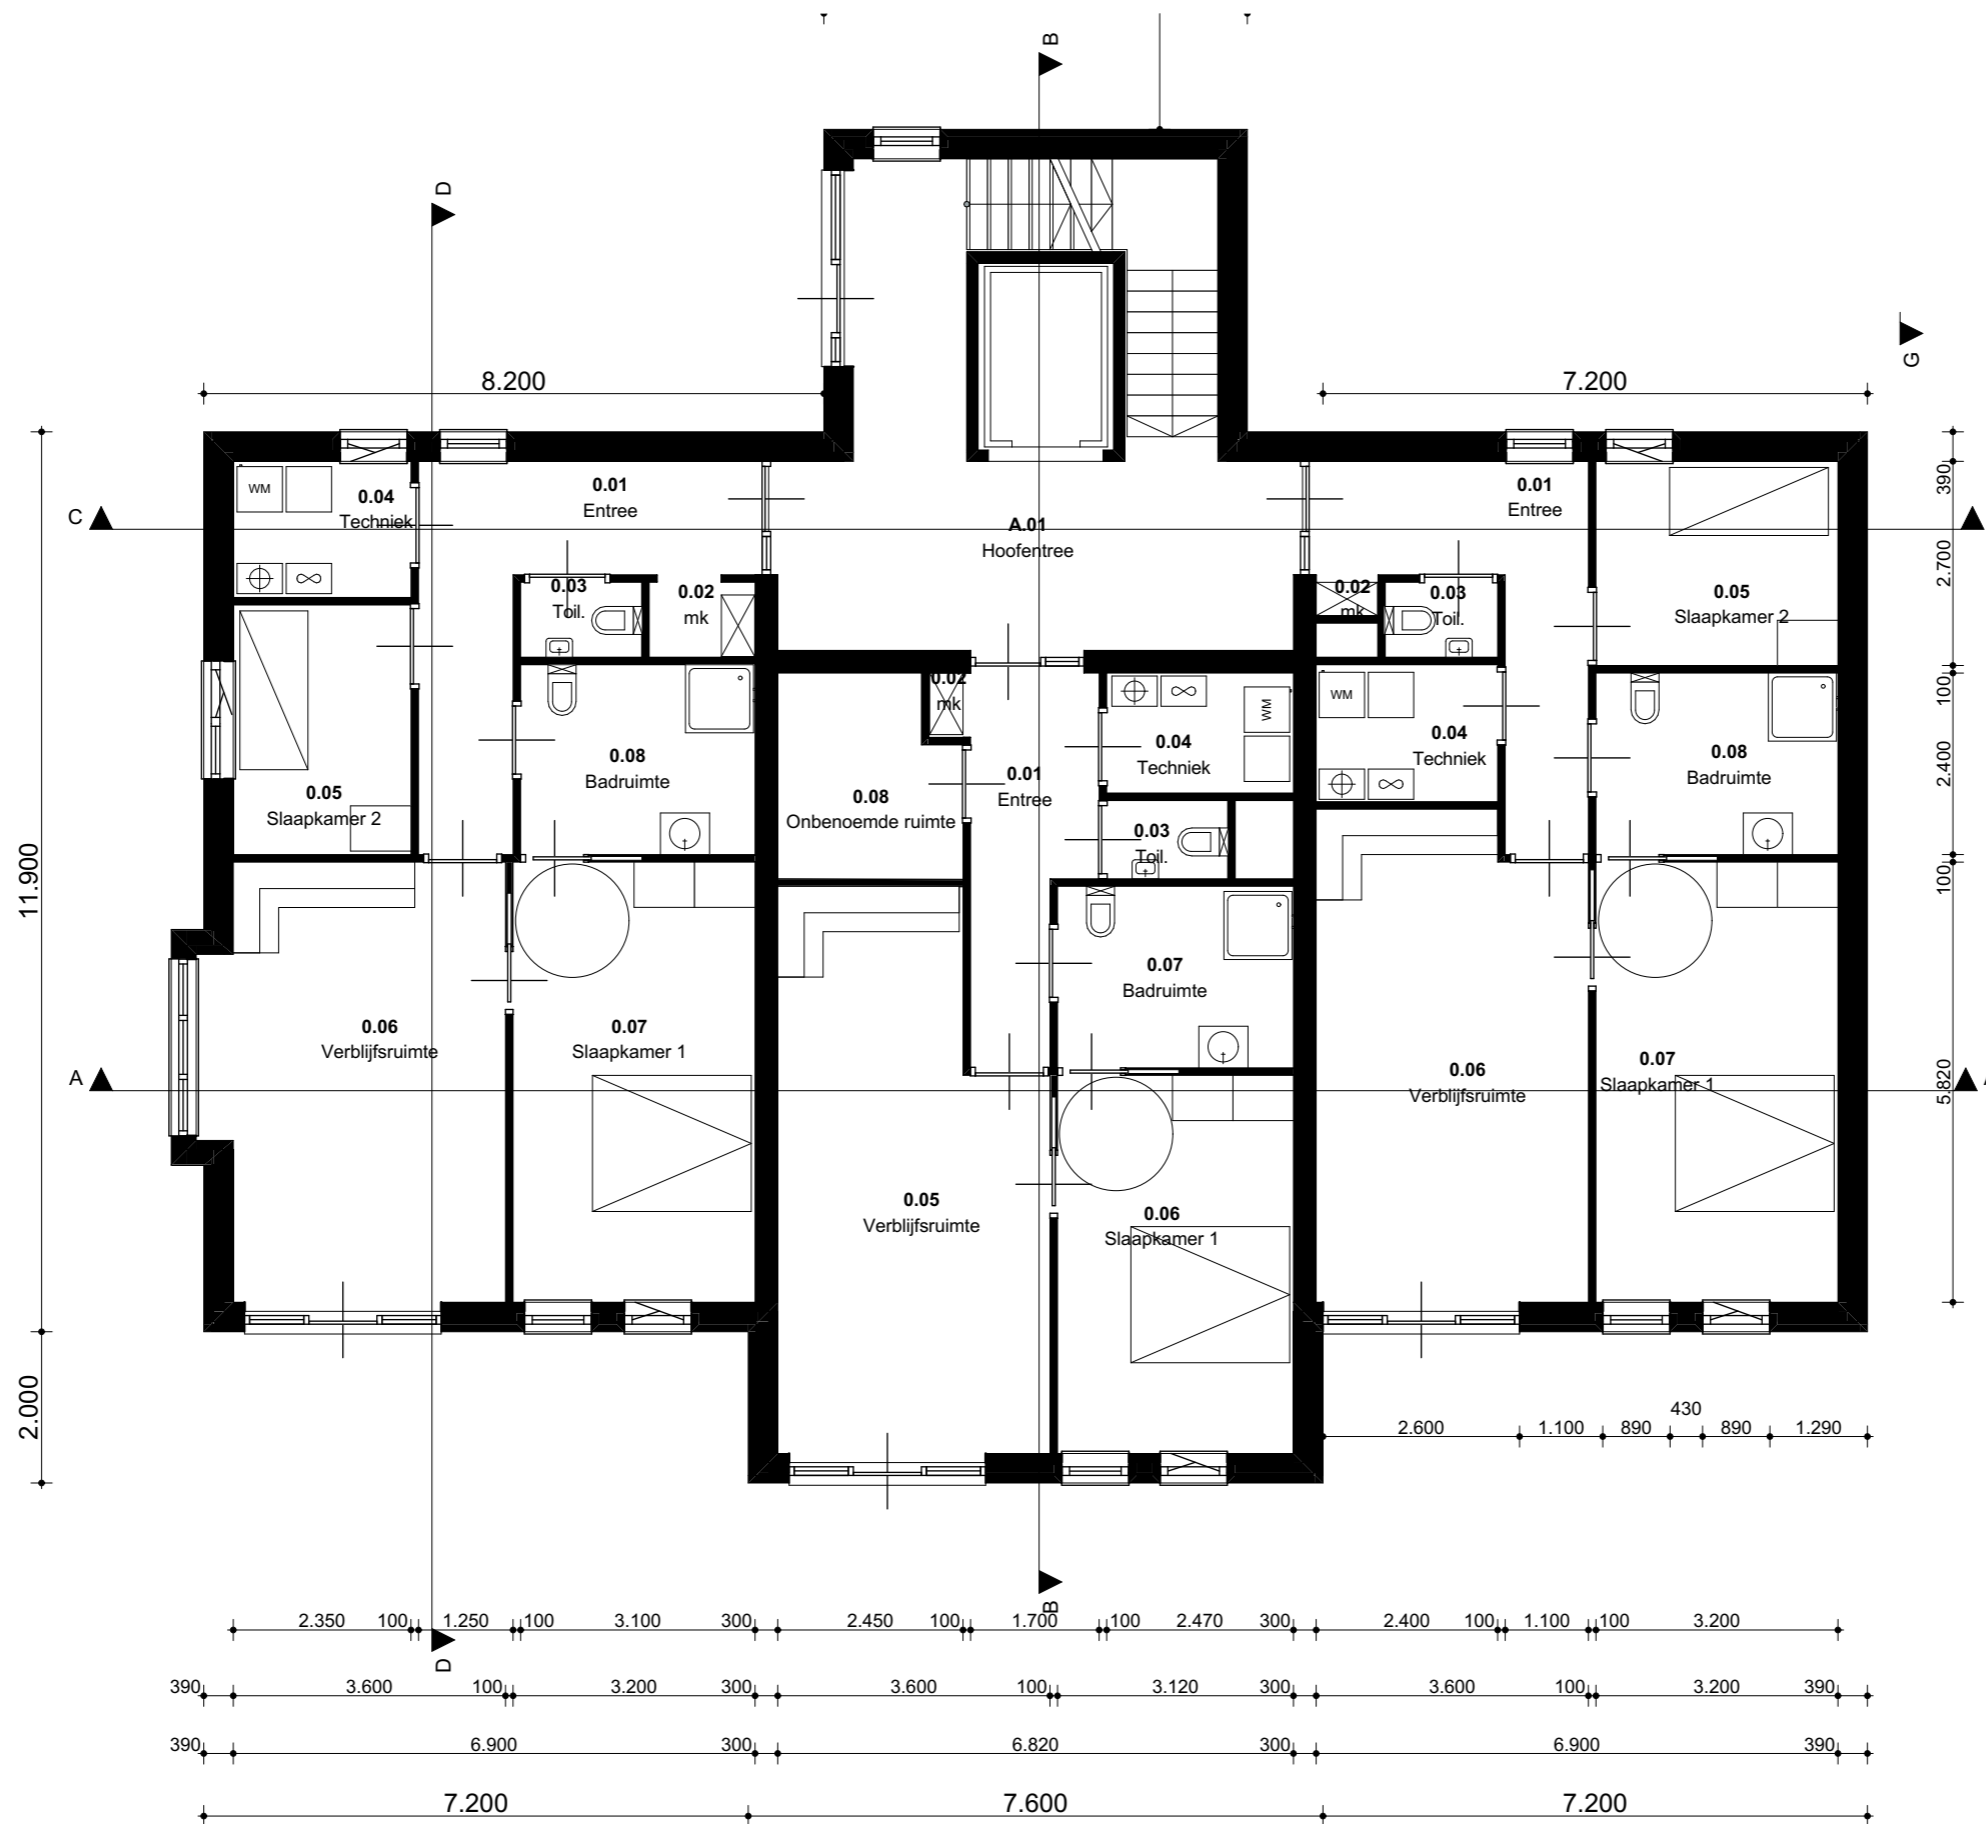 B
D
G
8.200
7.200
WM
0.04
Techniek
0.01
Entree
A.01
Hoofentree
0.01
Entree
C
0.03
Toil.
0.02
mk
0.02
mk
0.03
Toil.
0.05
Slaapkamer 2
0.05
Slaapkamer 2
0.08
Badruimte
0.02
mk
0.08
Onbenoemde ruimte
0.01
Entree
0.04
Techniek
WM
0.03
Toil.
WM
0.04
Techniek
0.08
Badruimte
0.07
Badruimte
0.06
Verblijfsruimte
0.07
Slaapkamer 1
0.05
Verblijfsruimte
0.06
Slaapkamer 1
0.06
Verblijfsruimte
0.07
Slaapkamer 1
A
11.900
2.000
390
2.700
100
2.400
100
5.820
430
2.600 1.100 890 890 1.290
B
D
2.350 100 1.250 100 3.100 300 2.450 100 1.700 100 2.470 300 2.400 100 1.100 100 3.200
390 3.600 100 3.200 300 3.600 100 3.120 300 3.600 100 3.200 390
390 6.900 300 6.820 300 6.900 390
7.200 7.600 7.200